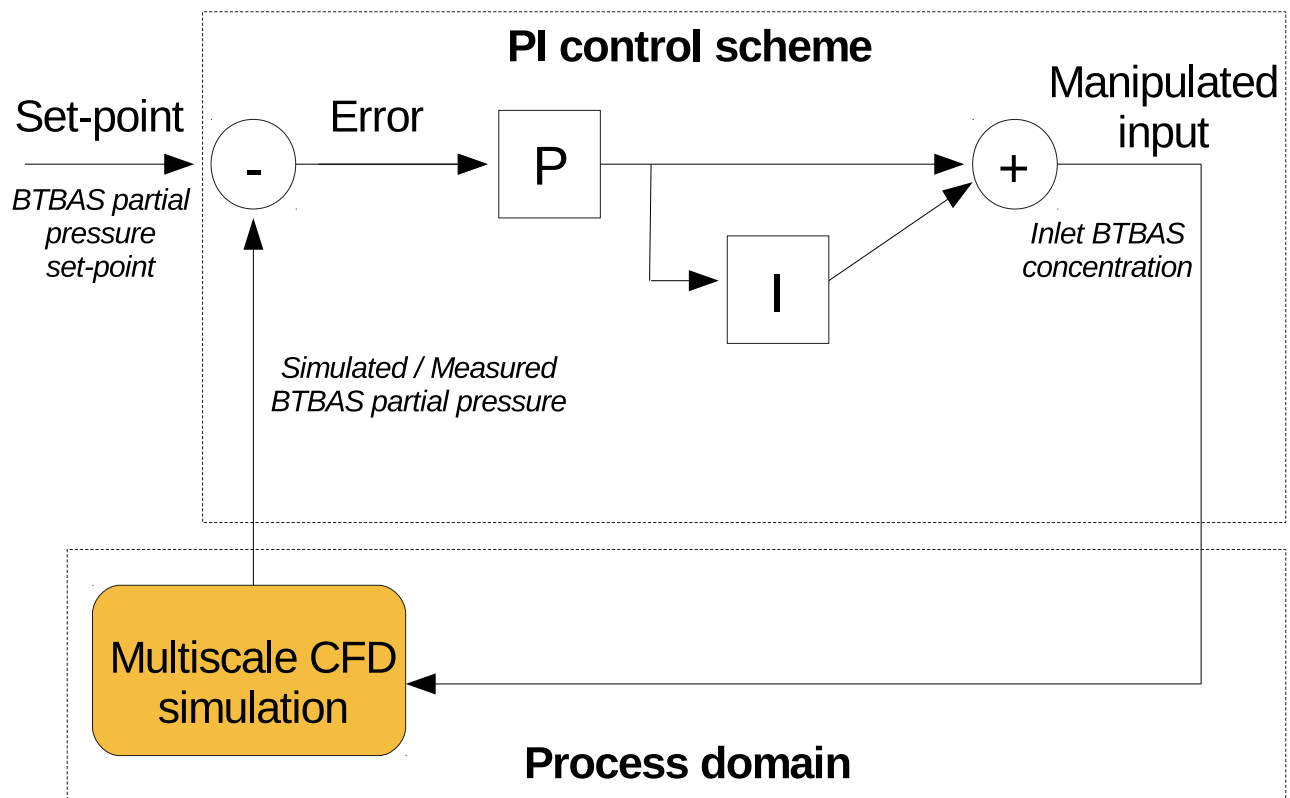 PI control scheme
Set-point
Error
Manipulated
input
-
P
+
BTBAS partial
pressure
set-point
Inlet BTBAS
concentration
I
Simulated / Measured
BTBAS partial pressure
Multiscale CFD
simulation
Process domain